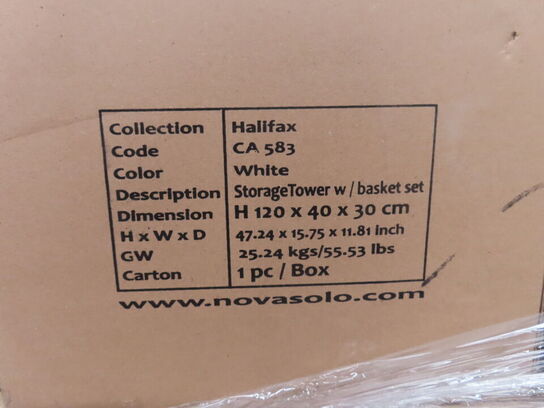 Collection Halifax
Code CA 583
Color White
Description StorageTower w / basket set
Dimension H 120 x 40 x 30 cm
H x W x D 47.24 x 15.75 x 11.81 inch
GW 25.24 kgs/55.53 lbs
Carton 1 pc / Box
www.novasolo.com